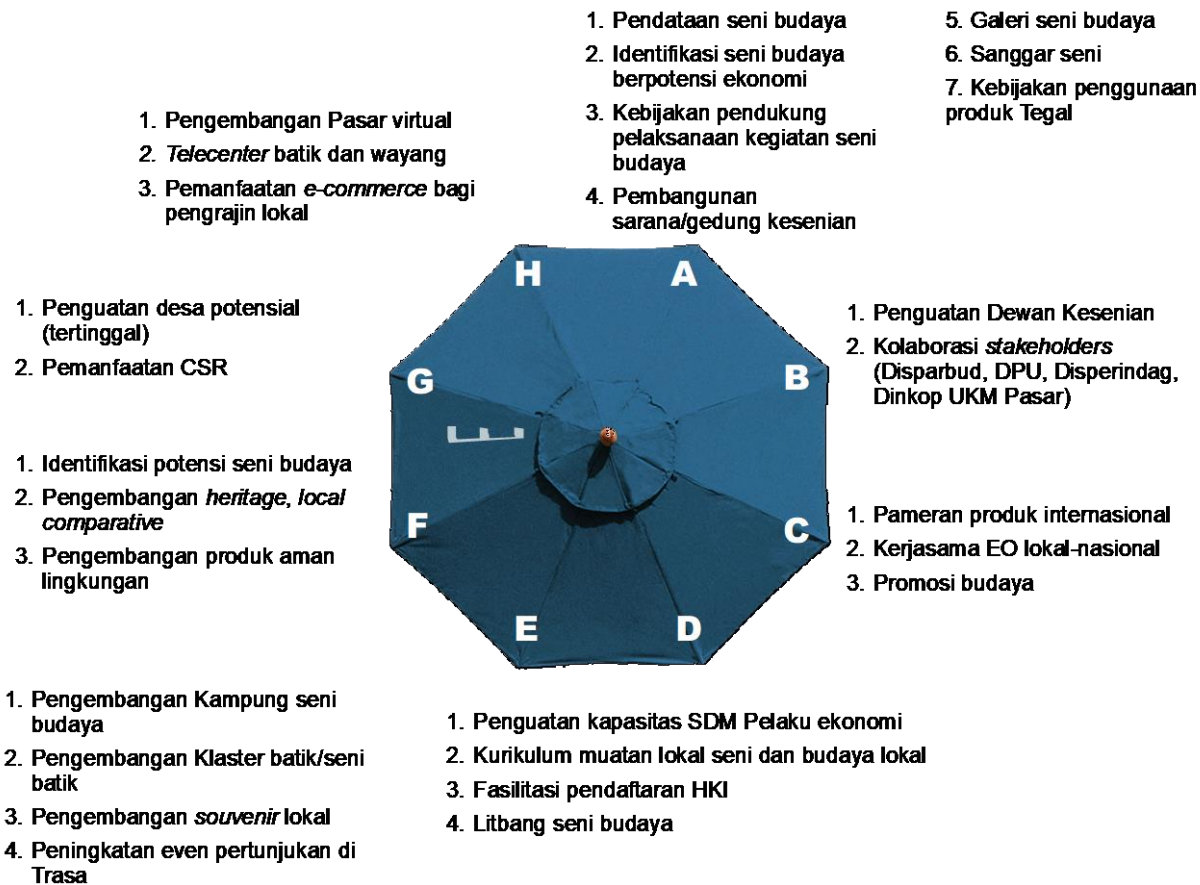 1. Pendataan seni budaya
2. Identifikasi seni budaya
berpotensi ekonomi
3. Kebijakan pendukung
pelaksanaan kegiatan seni
budaya
4. Pembangunan
sarana/gedung kesenian
5. Galeri seni budaya
6. Sanggar seni
7. Kebijakan penggunaan
produk Tegal
1. Pengembangan Pasar virtual
2. Telecenter batik dan wayang
3. Pemanfaatan e-commerce bagi
pengrajin lokal
H
A
1. Penguatan desa potensial
(tertinggal)
2. Pemanfaatan CSR
G
B
1. Penguatan Dewan Kesenian
2. Kolaborasi stakeholders
(Disparbud, DPU, Disperindag,
Dinkop UKM Pasar)
1. Identifikasi potensi seni budaya
2. Pengembangan heritage, local
comparative
3. Pengembangan produk aman
lingkungan
F
C
1. Pameran produk internasional
2. Kerjasama EO lokal-nasional
3. Promosi budaya
E
D
1. Pengembangan Kampung seni
budaya
2. Pengembangan Klaster batik/seni
batik
3. Pengembangan souvenir lokal
4. Peningkatan even pertunjukan di
Trasa
1. Penguatan kapasitas SDM Pelaku ekonomi
2. Kurikulum muatan lokal seni dan budaya lokal
3. Fasilitasi pendaftaran HKI
4. Litbang seni budaya